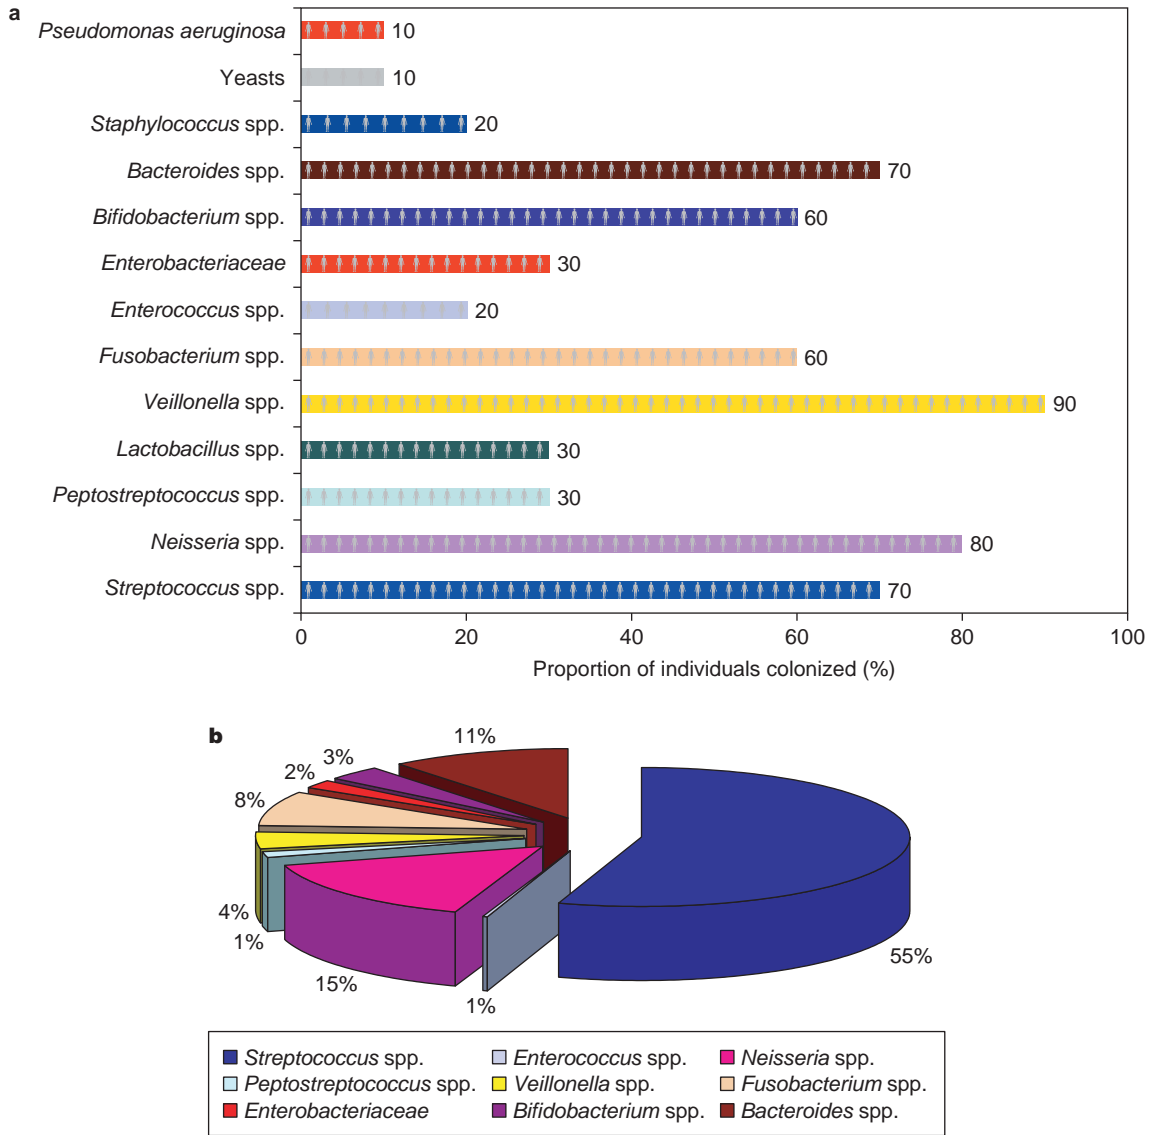 a
Pseudomonas aeruginosa 10
Yeasts 10
Staphylococcus spp. 20
Bacteroides spp. 70
Bifidobacterium spp. 60
Enterobacteriaceae 30
Enterococcus spp. 20
Fusobacterium spp. 60
Veillonella spp. 90
Lactobacillus spp. 30
Peptostreptococcus spp. 30
Neisseria spp. 80
Streptococcus spp. 70
0 20 40 60 80 100
Proportion of individuals colonized (%)
b
11%
3%
2%
8%
4%
1%
15%
1%
55%
Streptococcus spp. Enterococcus spp. Neisseria spp.
Peptostreptococcus spp. Veillonella spp. Fusobacterium spp.
Enterobacteriaceae Bifidobacterium spp. Bacteroides spp.